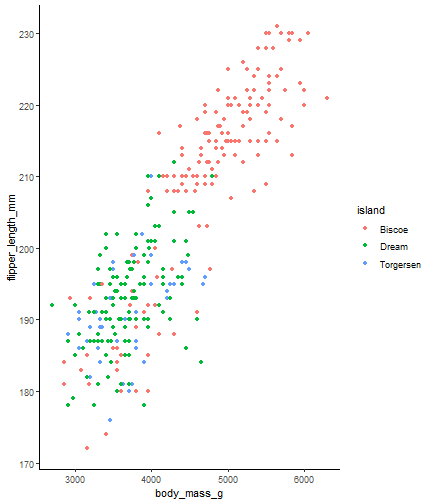 230
220
210
200
190
180
170
flipper_length_mm
3000 4000 5000 6000
body_mass_g
island
Biscoe
Dream
Torgersen